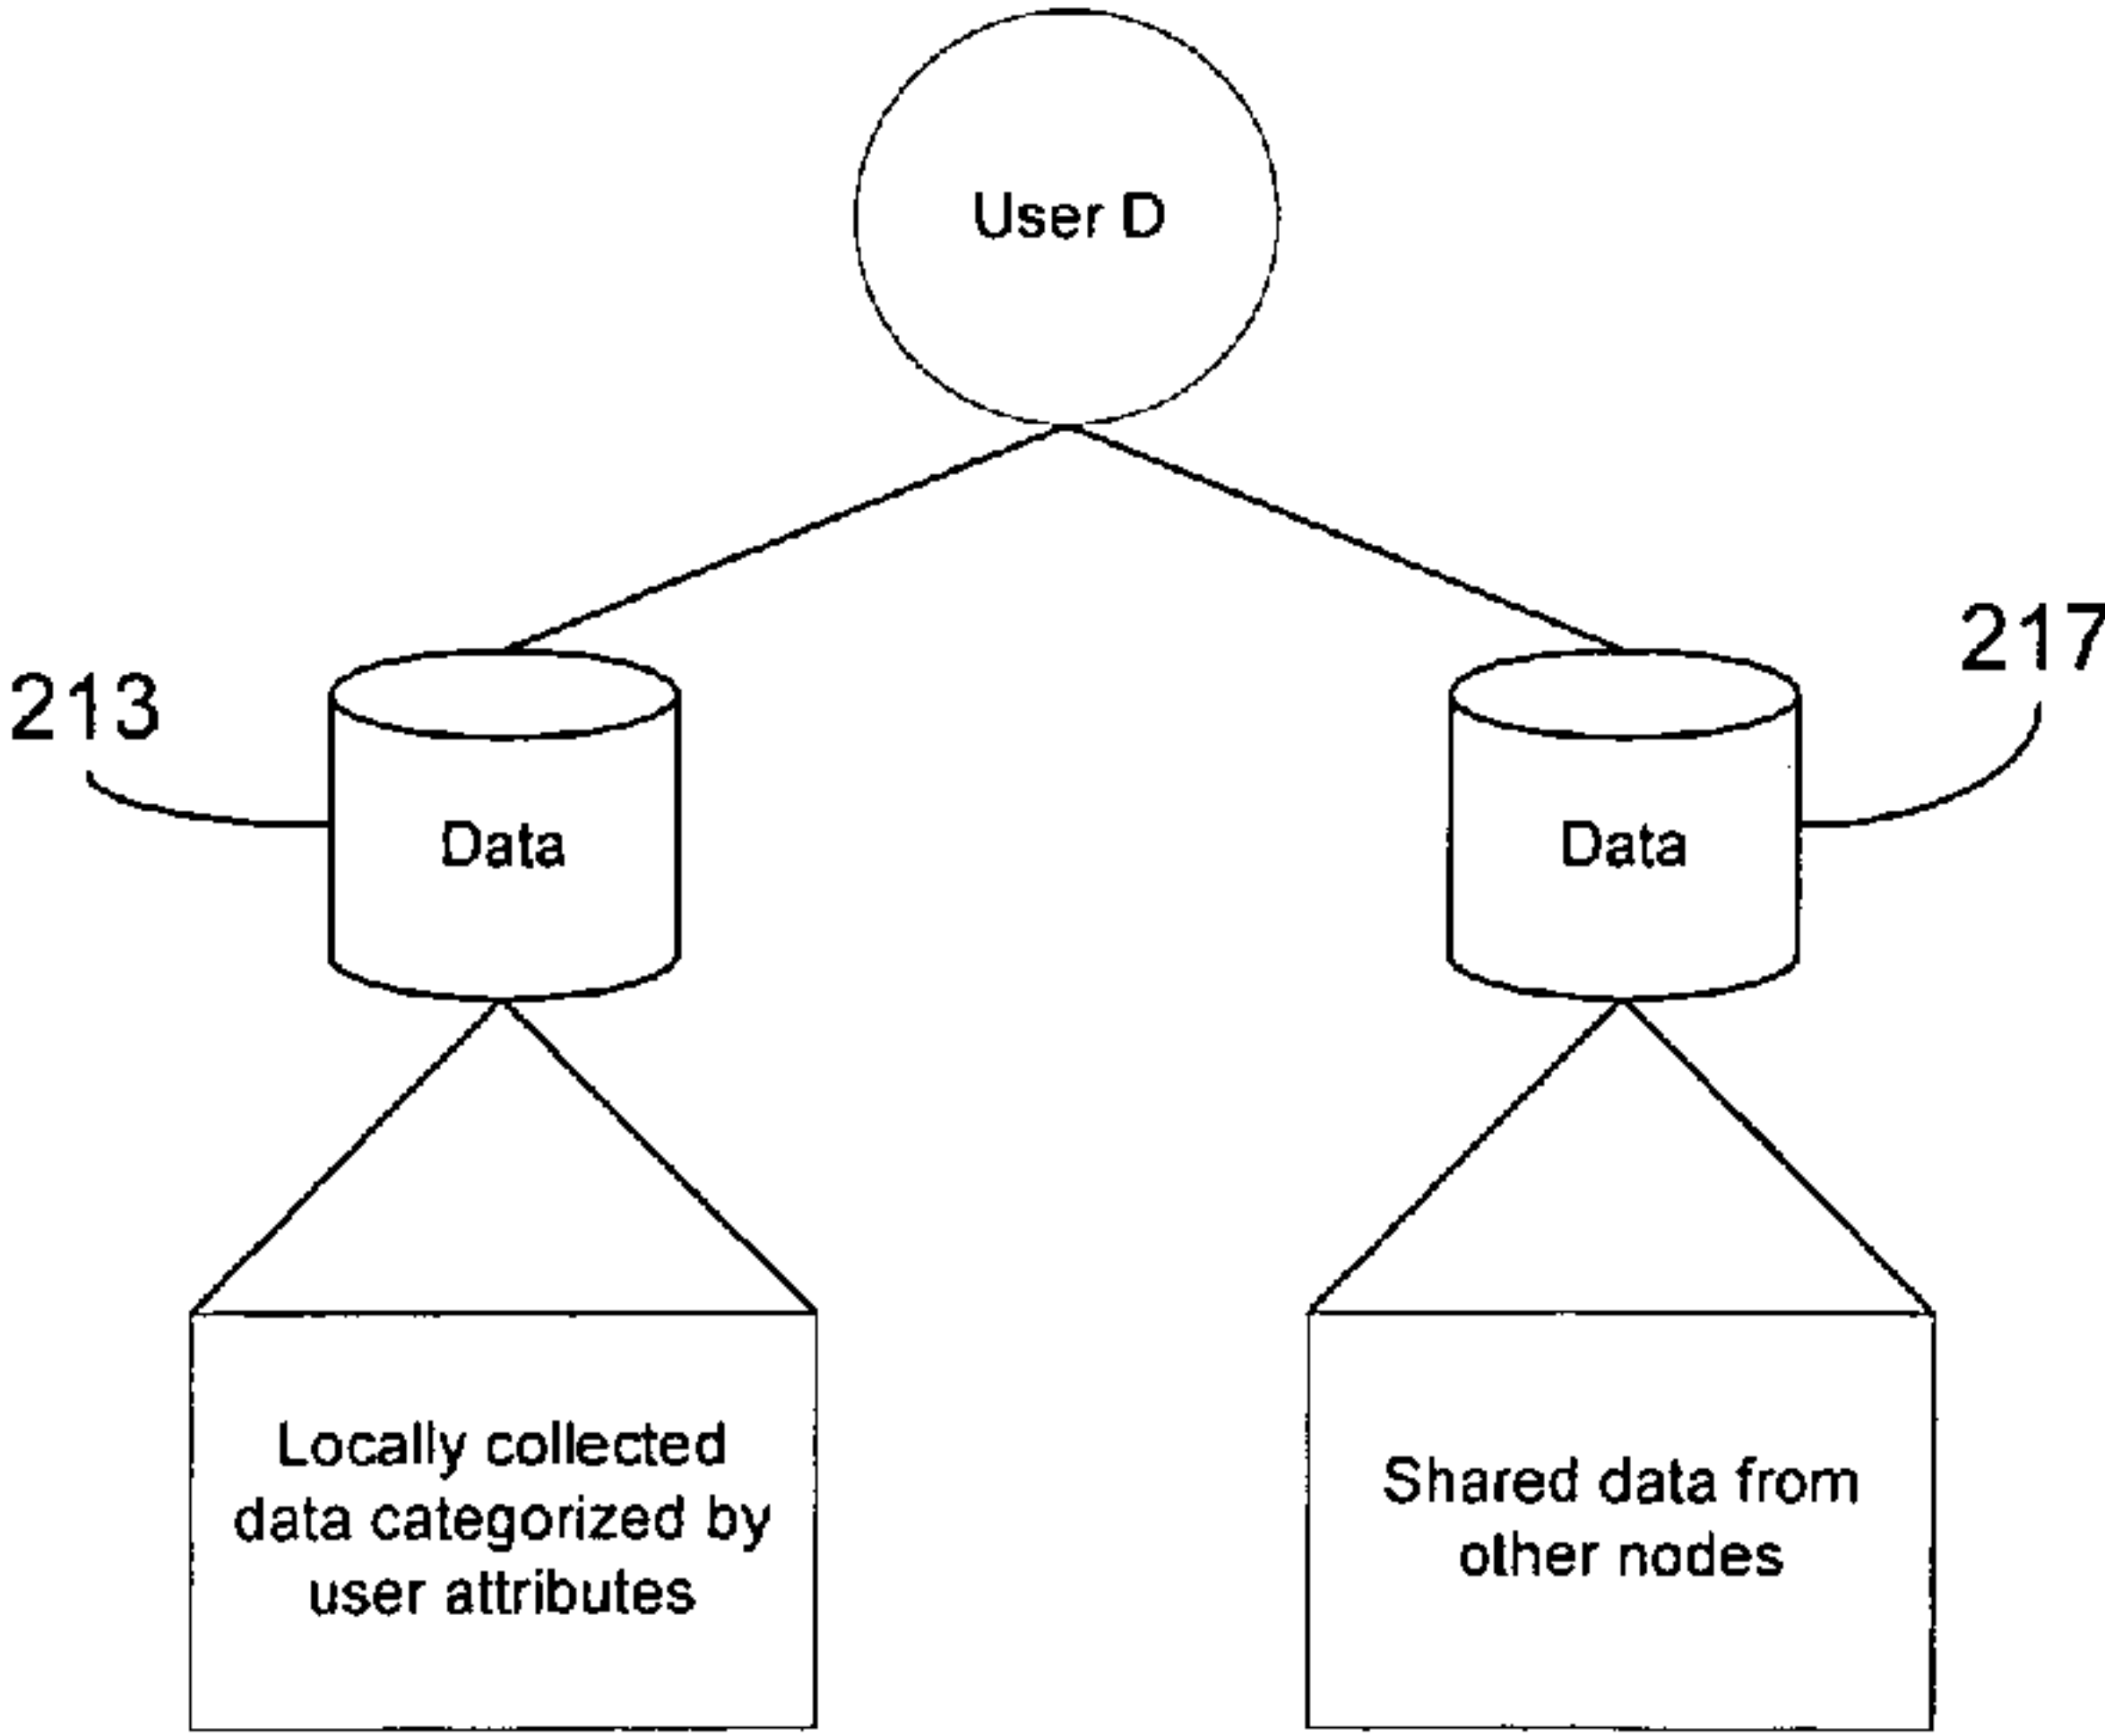 User D
213
217
Data
Data
Locally collected
data categorized by
user attributes
Shared data from
other nodes